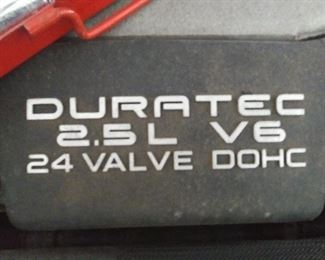 DURATEC
2.5L V6
24 VALVE DOHC